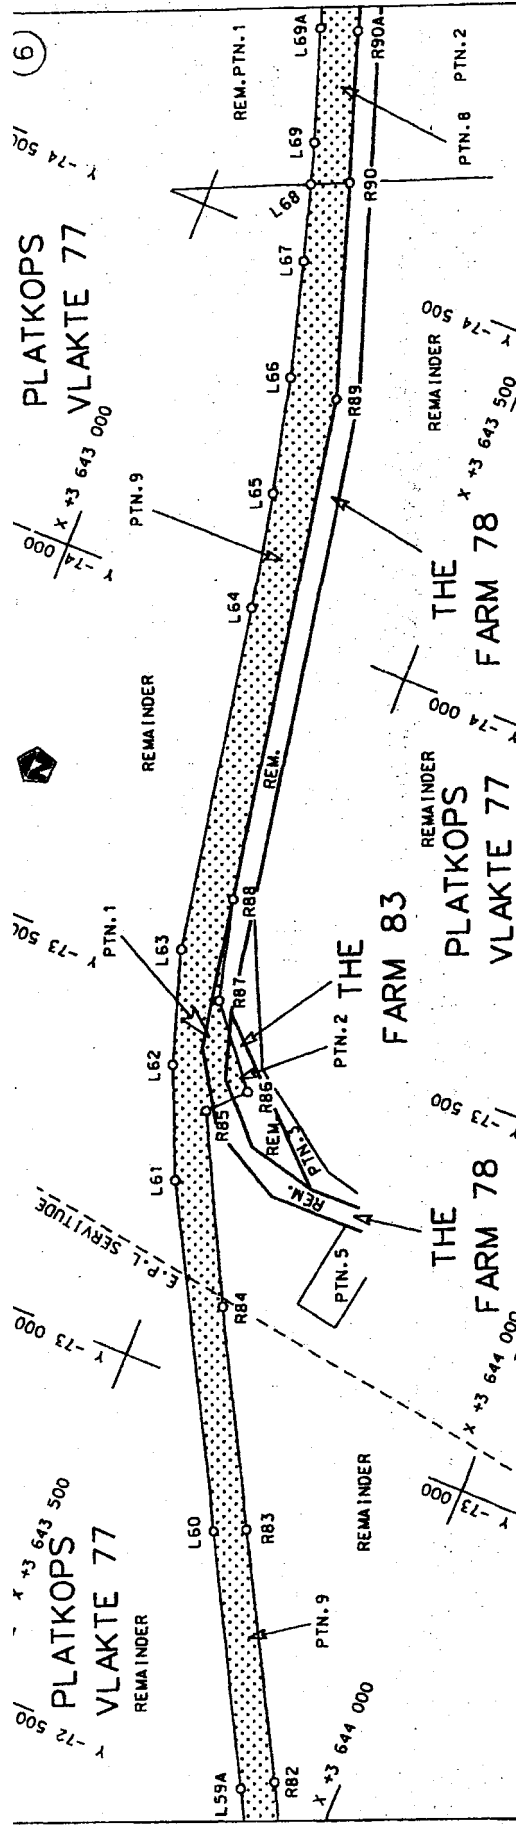 6
L69A
R90A
PTN.2
REM.PTN.1
PTN.8
L69
L68
R90
Y -74 500
L67
PLATKOPS
VLAKTE 77
X +3 643 000
L66
R89
REMAINDER
Y -74 500
X +3 643 500
PTN.9
L65
Y -74 000
L64
THE
FARM 78
REMAINDER
REM.
Y -74 000
REMAINDER
PLATKOPS
VLAKTE 77
N
Y -73 500
PTN.1
L63
R88
R87
THE
FARM 83
PTN.2
L62
R85
R86
REM.
PTN.3
Y -73 500
L61
REM.
THE
FARM 78
PTN.5
E.P.L SERVITUDE
R84
Y -73 000
X +3 644 000
X +3 643 500
PLATKOPS
VLAKTE 77
REMAINDER
L60
R83
REMAINDER
Y -73 000
PTN.9
Y -72 500
L59A
R82
X +3 644 000